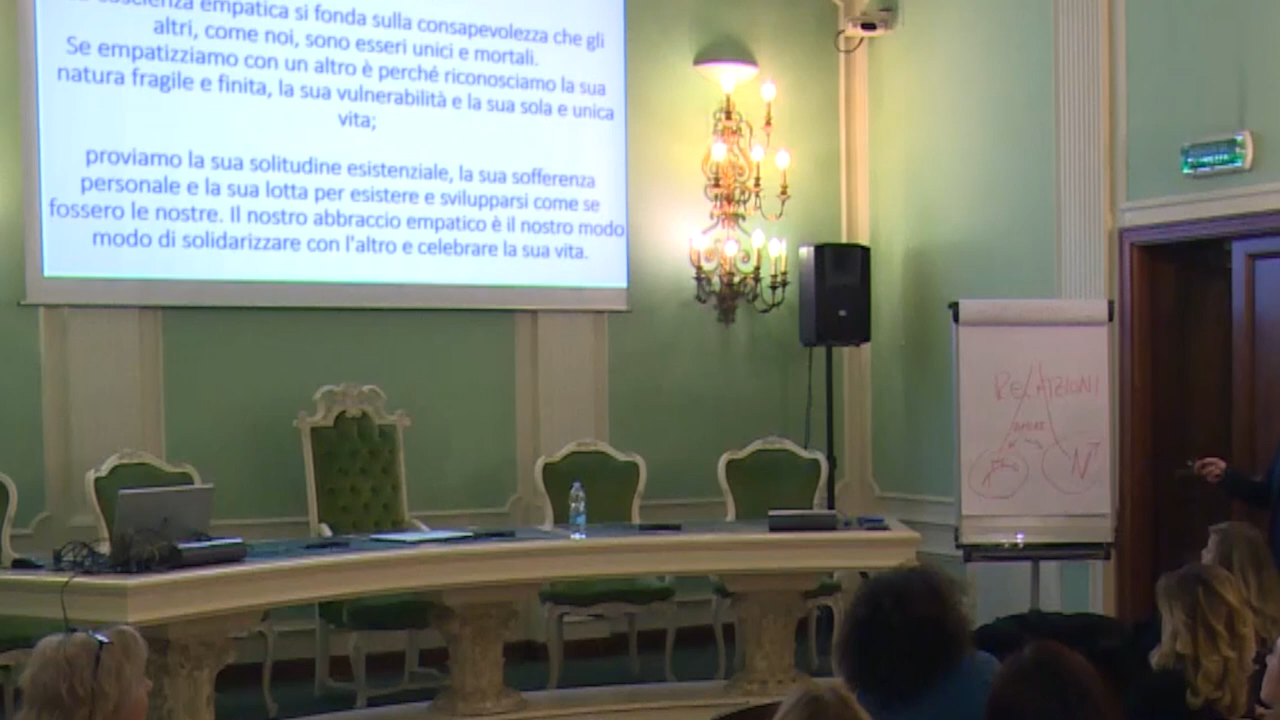 coscienza empatica si fonda sulla consapevolezza che gli
altri, come noi, sono esseri unici e mortali.
Se empatizziamo con un altro è perché riconosciamo la sua
natura fragile e finita, la sua vulnerabilità e la sua sola e unica
vita;
proviamo la sua solitudine esistenziale, la sua sofferenza
personale e la sua lotta per esistere e svilupparsi come se
fossero le nostre. Il nostro abbraccio empatico è il nostro modo
modo di solidarizzare con l'altro e celebrare la sua vita.
RELAZIONI